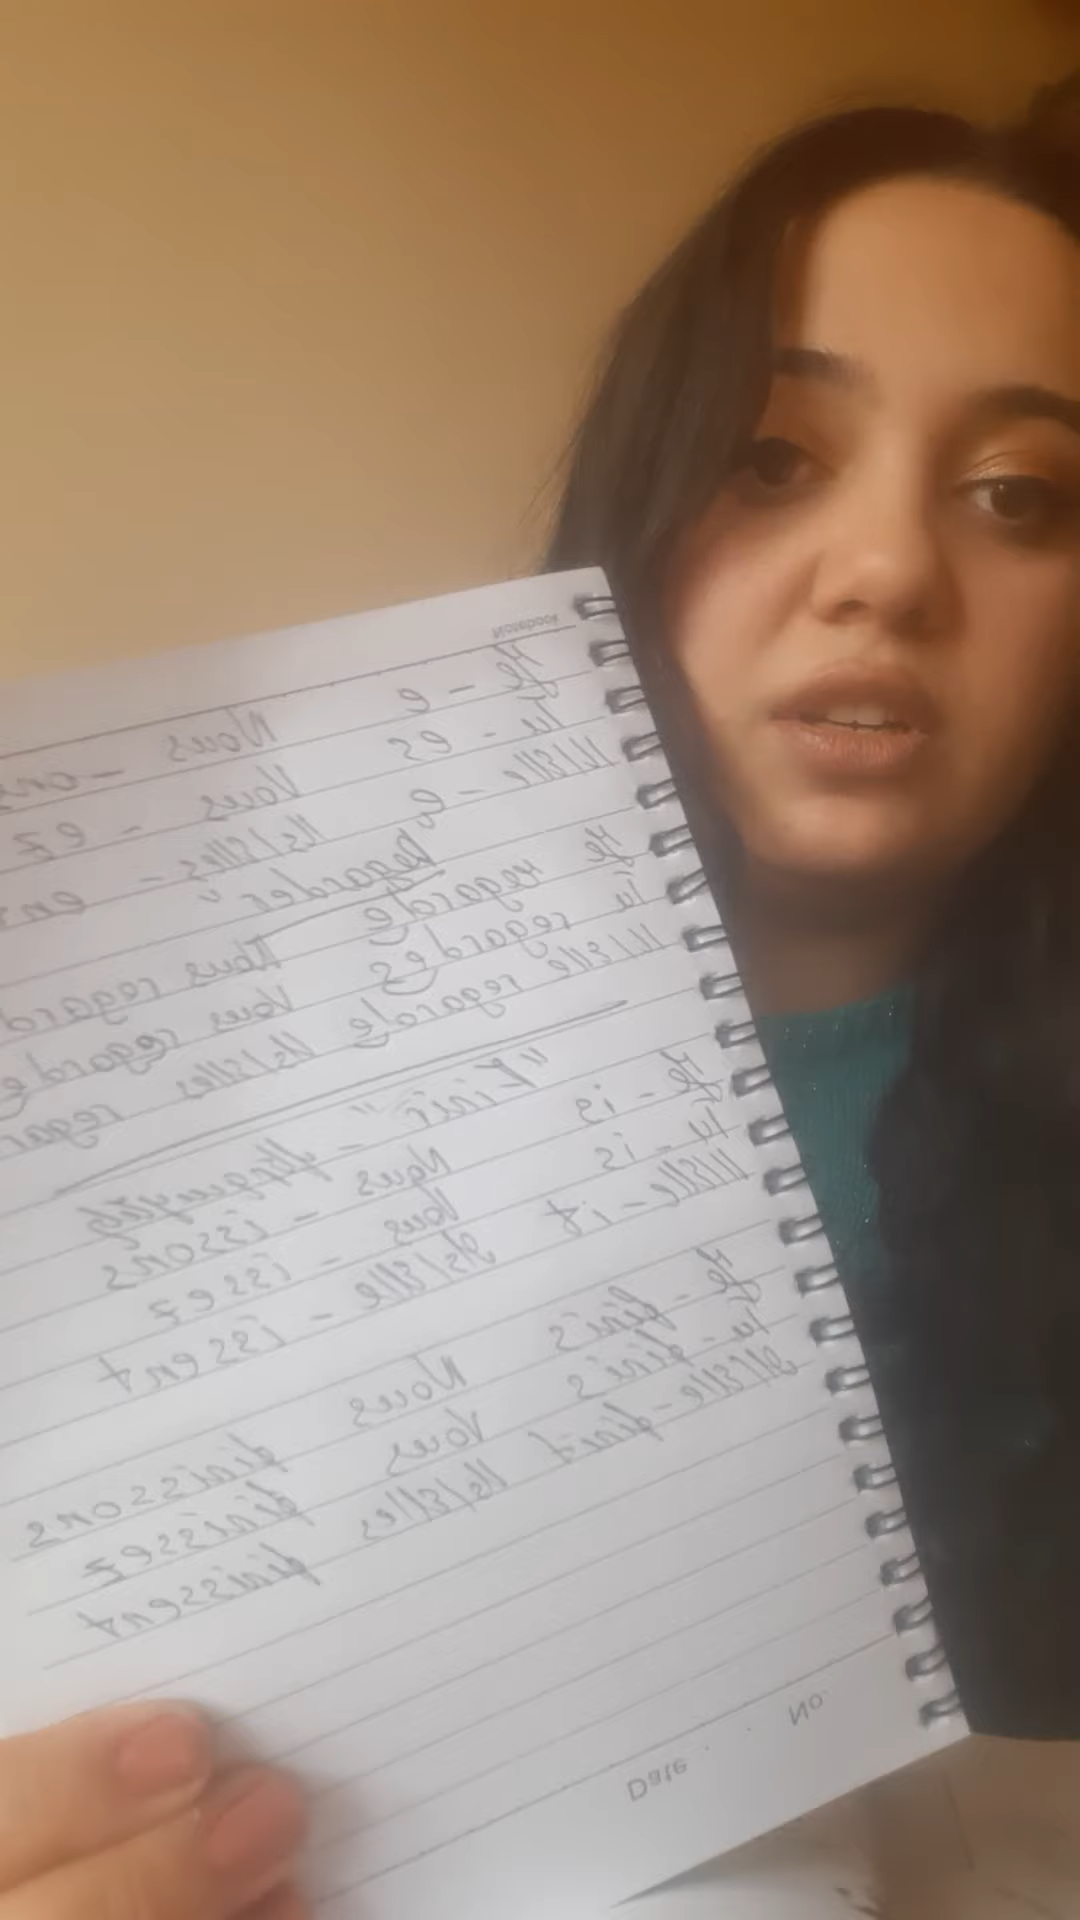 Notebook
Je - e Nous - ons
Tu - es Vous - ez
Il/Elle - e Ils/Elles - ent
"Regarder"
Je regarde Nous regard
Tu regardes Vous regarde
Il/Elle regarde Ils/Elles regar
"Finir" -
Je - is Nous - issons
Tu - is Vous - issez
Il/Elle - it Ils/Elle - issent
Je - finis Nous finissons
Tu - finis Vous finissez
Il/Elle - finit Ils/Elles finissent
No.
Date